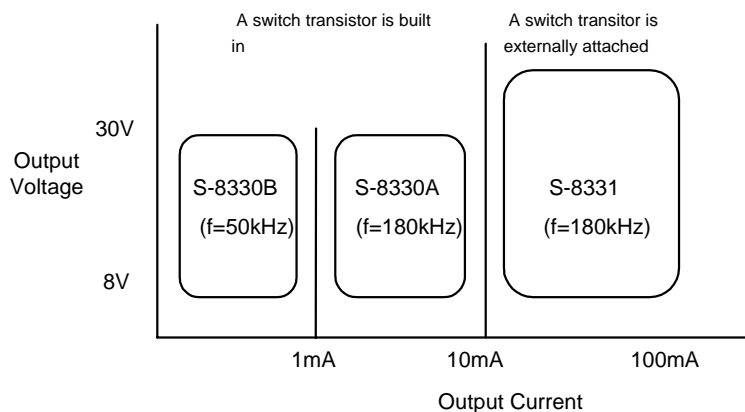 A switch transistor is built
in
A switch transitor is
externally attached
30V
Output
Voltage
8V
S-8330B
(f=50kHz)
S-8330A
(f=180kHz)
S-8331
(f=180kHz)
1mA
10mA
100mA
Output Current